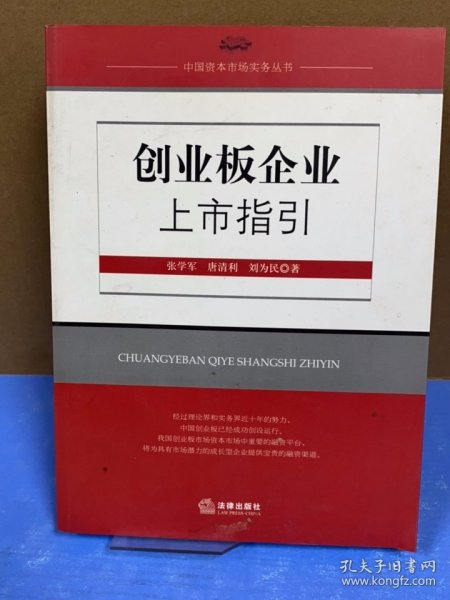 中国资本市场实务丛书
创业板企业
上市指引
张学军 唐清利 刘为民◎著
CHUANGYEBAN QIYE SHANGSHI ZHIYIN
经过理论界和实务界近十年的努力，
中国创业板已经成功创设运行。
我国创业板市场资本市场中重要的融资平台，
将为具有市场潜力的成长型企业提供宝贵的融资渠道。
法律出版社
LAW PRESS·CHINA
孔夫子旧书网
www.kongfz.com